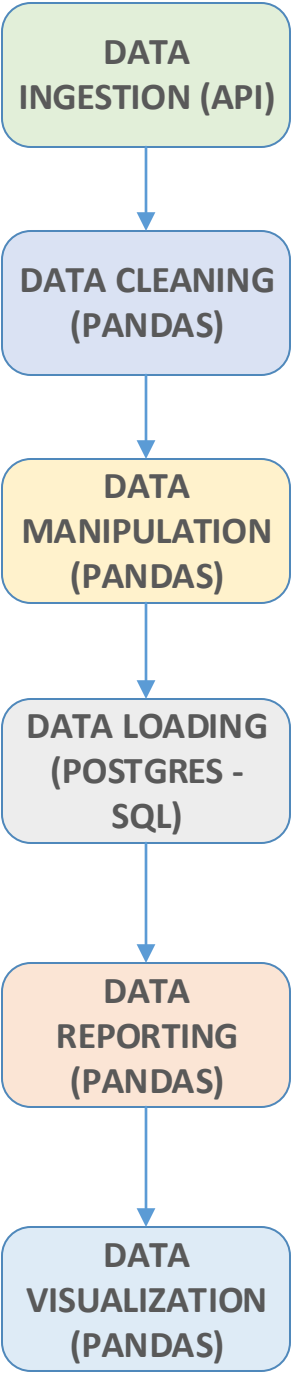 DATA
INGESTION (API)
DATA CLEANING
(PANDAS)
DATA
MANIPULATION
(PANDAS)
DATA LOADING
(POSTGRES -
SQL)
DATA
REPORTING
(PANDAS)
DATA
VISUALIZATION
(PANDAS)